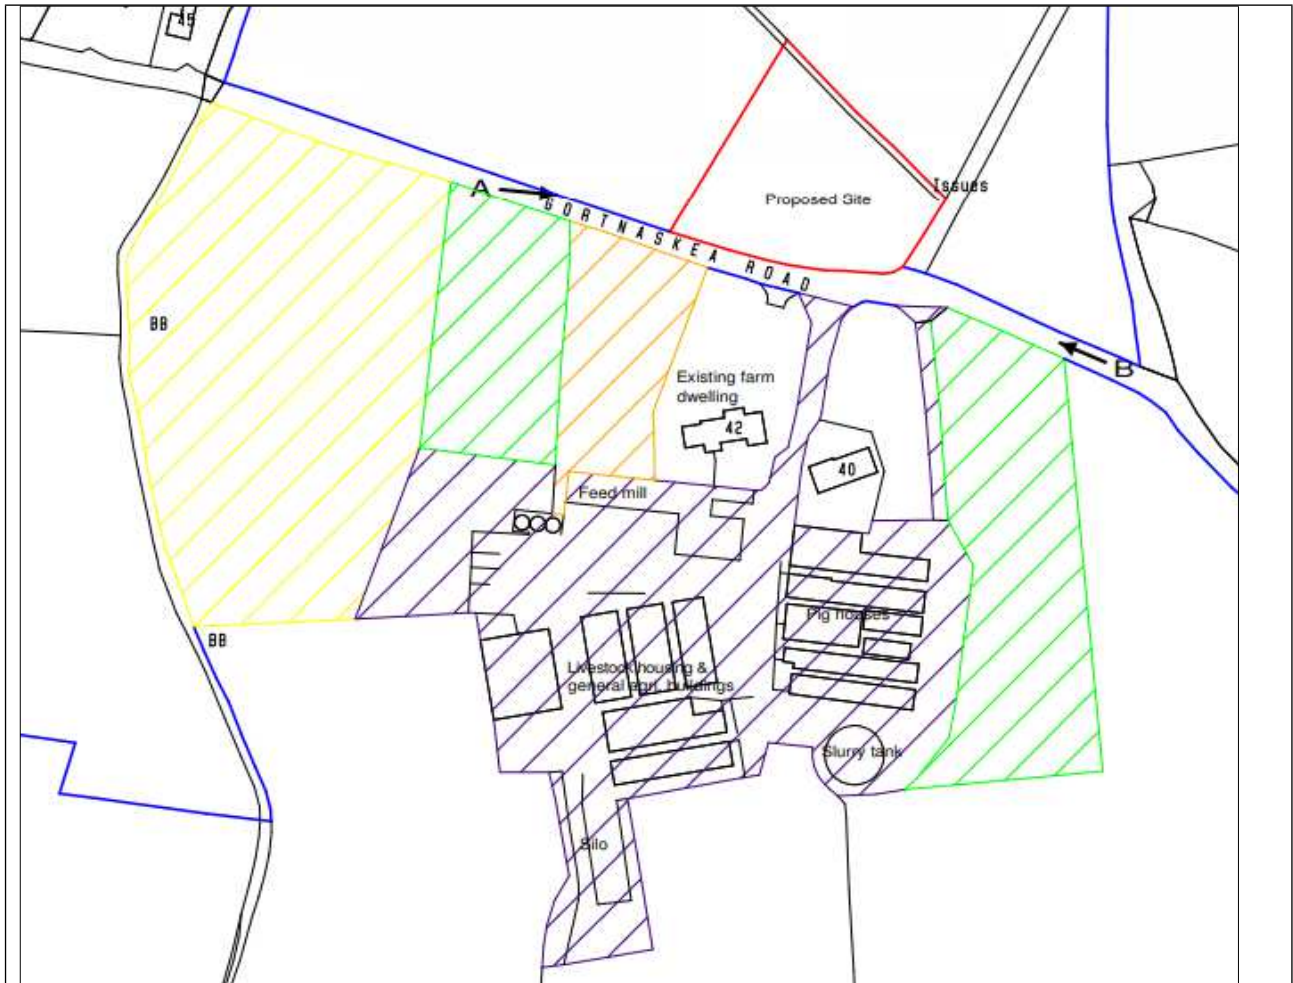 45
Issues
A
Proposed Site
GORTNASKEA ROAD
BB
B
Existing farm
dwelling
42
40
Feed mill
Pig houses
BB
Livestock housing &
general agri. buildings
Slurry tank
Silo